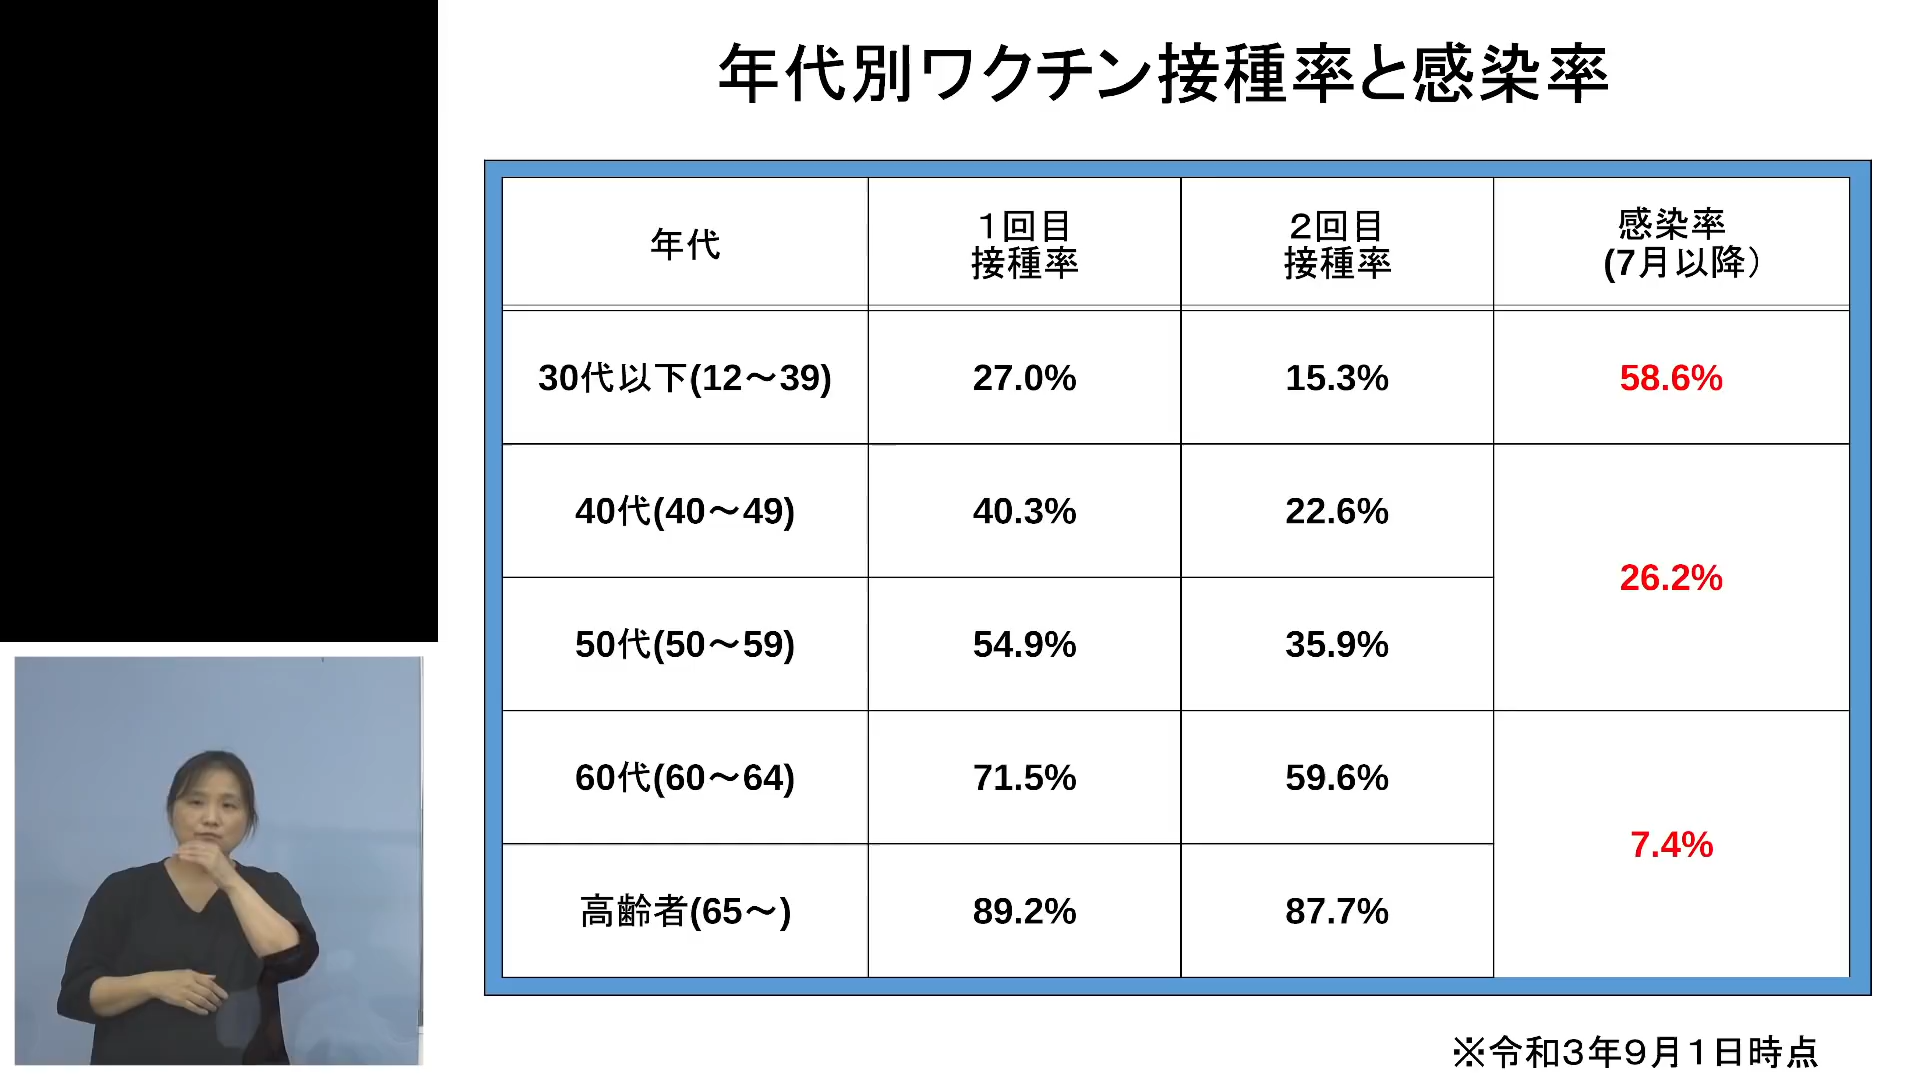 年代別ワクチン接種率と感染率
年代
１回目
接種率
２回目
接種率
感染率
(7月以降）
30代以下(12～39)
27.0%
15.3%
58.6%
40代(40～49)
40.3%
22.6%
26.2%
50代(50～59)
54.9%
35.9%
60代(60～64)
71.5%
59.6%
7.4%
高齢者(65～)
89.2%
87.7%
※令和３年９月１日時点